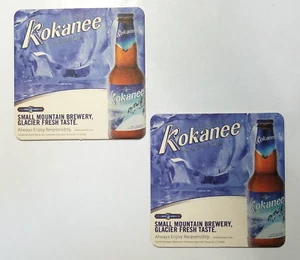 Kokanee
Kokanee
SMALL MOUNTAIN BREWERY,
GLACIER FRESH TASTE.
Always Enjoy Responsibly.
Kokanee
Kokanee
SMALL MOUNTAIN BREWERY,
GLACIER FRESH TASTE.
Always Enjoy Responsibly.